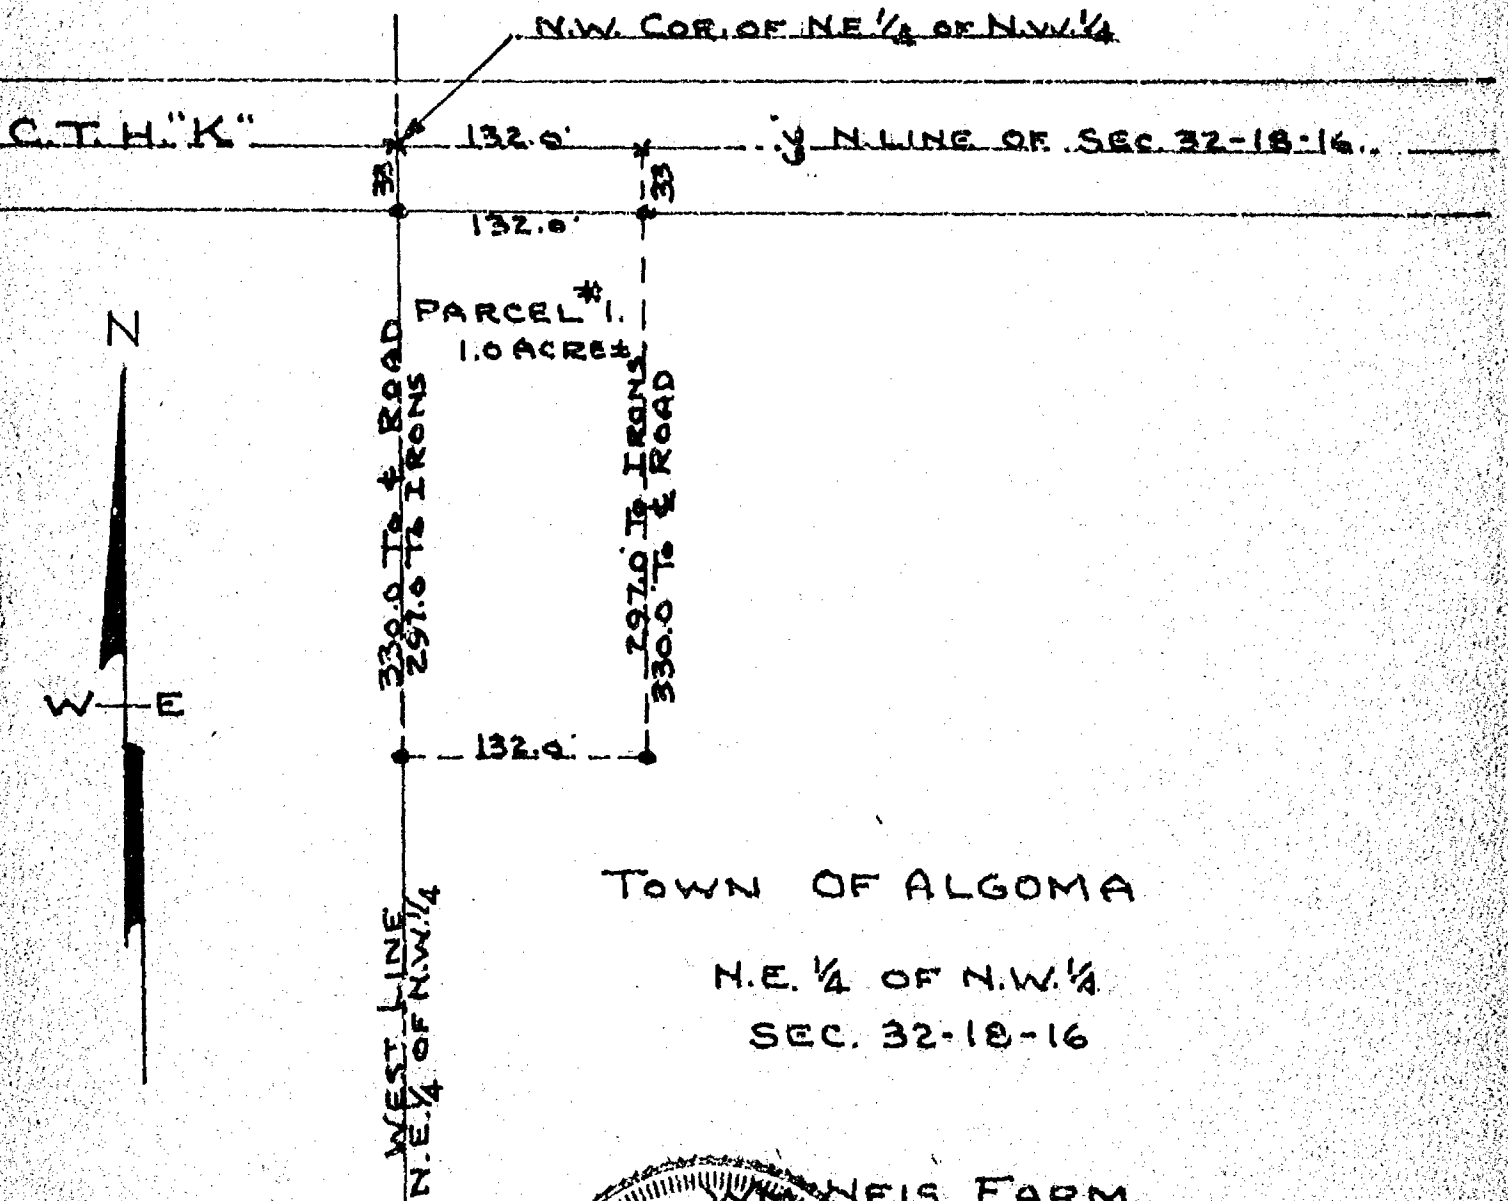 N.W. COR. OF N.E. 1/4 OF N.W. 1/4
C.T.H. "K"
132.0'
N. LINE OF SEC. 32-18-16.
33
33
132.0'
PARCEL #1.
1.0 ACRE±
N
W E
330.0 To ℄ ROAD
297.0 To IRONS
297.0' To IRONS
330.0' To ℄ ROAD
132.0'
TOWN OF ALGOMA
N.E. 1/4 OF N.W. 1/4
SEC. 32-18-16
WEST LINE
N.E. 1/4 OF N.W. 1/4
FARM